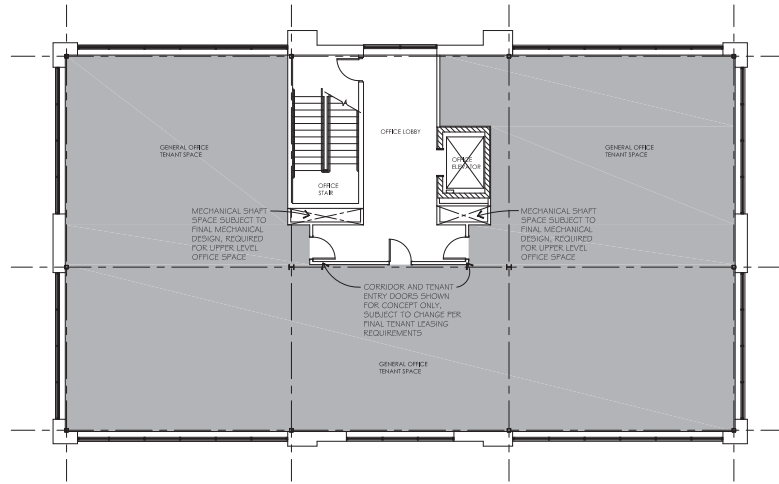 OFFICE LOBBY
GENERAL OFFICE
TENANT SPACE
GENERAL OFFICE
TENANT SPACE
OFFICE
ELEVATOR
OFFICE
STAIR
MECHANICAL SHAFT
SPACE SUBJECT TO
FINAL MECHANICAL
DESIGN, REQUIRED
FOR UPPER LEVEL
OFFICE SPACE
MECHANICAL SHAFT
SPACE SUBJECT TO
FINAL MECHANICAL
DESIGN, REQUIRED
FOR UPPER LEVEL
OFFICE SPACE
CORRIDOR AND TENANT
ENTRY DOORS SHOWN
FOR CONCEPT ONLY,
SUBJECT TO CHANGE PER
FINAL TENANT LEASING
REQUIREMENTS
GENERAL OFFICE
TENANT SPACE